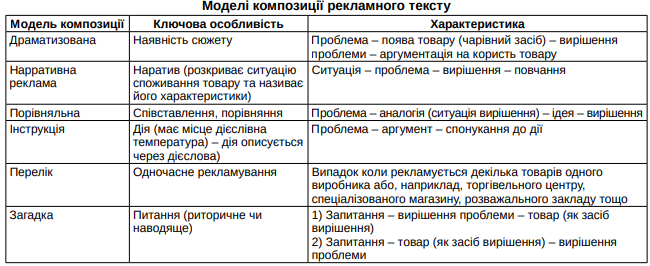 Моделі композиції рекламного тексту
Модель композиції Ключова особливість Характеристика
Драматизована Наявність сюжету Проблема – поява товару (чарівний засіб) – вирішення
проблеми – аргументація на користь товару
Нарративна Наратив (розкриває ситуацію Ситуація – проблема – вирішення – повчання
реклама споживання товару та називає
його характеристики)
Порівняльна Співставлення, порівняння Проблема – аналогія (ситуація вирішення) – ідея – вирішення
Інструкція Дія (має місце дієслівна Проблема – аргумент – спонукання до дії
температура) – дія описується
через дієслова)
Перелік Одночасне рекламування Випадок коли рекламується декілька товарів одного
виробника або, наприклад, торгівельного центру,
спеціалізованого магазину, розважального закладу тощо
Загадка Питання (риторичне чи 1) Запитання – вирішення проблеми – товар (як засіб
наводяще) вирішення)
2) Запитання – товар (як засіб вирішення) – вирішення
проблеми